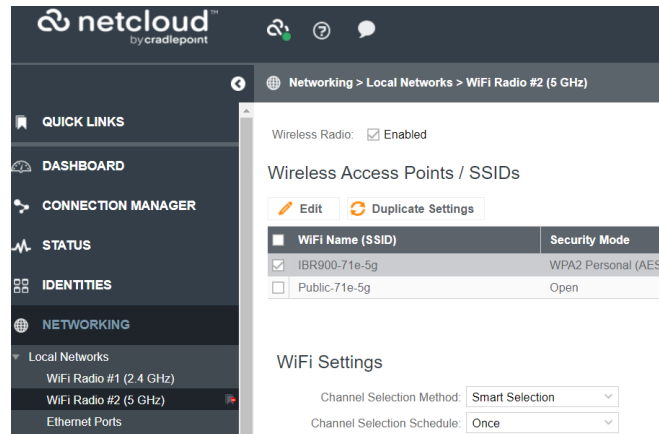 netcloud™
by cradlepoint
Networking > Local Networks > WiFi Radio #2 (5 GHz)
QUICK LINKS
Wireless Radio: Enabled
DASHBOARD
Wireless Access Points / SSIDs
CONNECTION MANAGER
Edit Duplicate Settings
STATUS
WiFi Name (SSID) Security Mode
IBR900-71e-5g WPA2 Personal (AES
IDENTITIES
Public-71e-5g Open
NETWORKING
Local Networks
WiFi Settings
WiFi Radio #1 (2.4 GHz)
WiFi Radio #2 (5 GHz)
Channel Selection Method: Smart Selection
Ethernet Ports
Channel Selection Schedule: Once